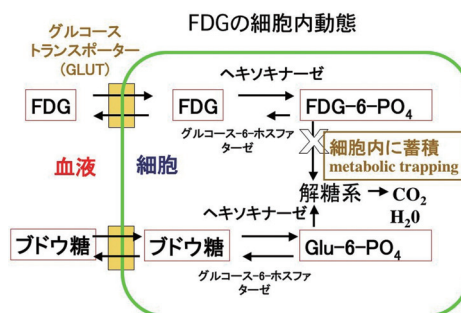 FDGの細胞内動態
グルコース
トランスポーター
(GLUT)
ヘキソキナーゼ
FDG
FDG
FDG-6-PO4
グルコース-6-ホスファ
ターゼ
細胞内に蓄積
metabolic trapping
血液
細胞
解糖系
CO2
H20
ヘキソキナーゼ
ブドウ糖
ブドウ糖
Glu-6-PO4
グルコース-6-ホスファ
ターゼ